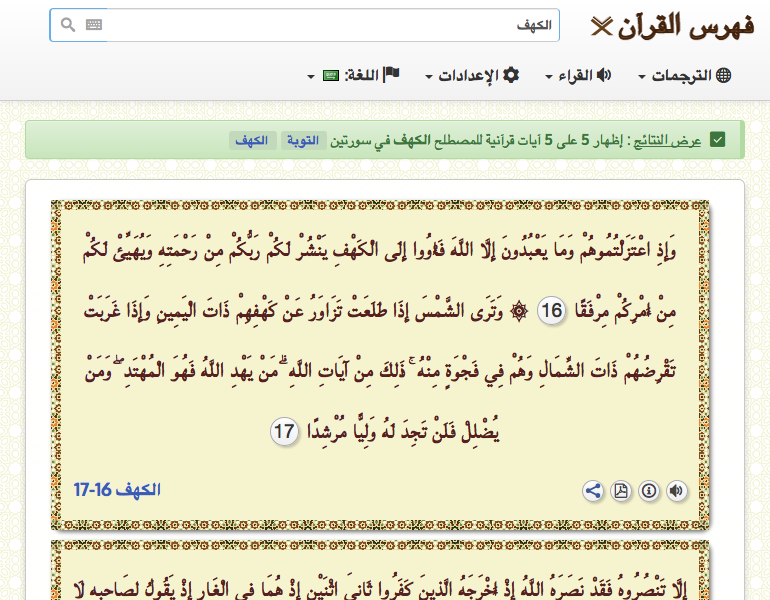 فهرس القرآن
الكهف
الترجمات
القراء
الإعدادات
اللغة:
عرض النتائج : إظهار 5 على 5 آيات قرآنية للمصطلح الكهف في سورتين التوبة الكهف
وَإِذِ اعْتَزَلْتُمُوهُمْ وَمَا يَعْبُدُونَ إِلَّا اللَّهَ فَأْوُوا إِلَى الْكَهْفِ يَنْشُرْ لَكُمْ رَبُّكُمْ مِنْ رَحْمَتِهِ وَيُهَيِّئْ لَكُمْ
مِنْ أَمْرِكُمْ مِرْفَقًا 16 ۞ وَتَرَى الشَّمْسَ إِذَا طَلَعَتْ تَزَاوَرُ عَنْ كَهْفِهِمْ ذَاتَ الْيَمِينِ وَإِذَا غَرَبَتْ
تَقْرِضُهُمْ ذَاتَ الشِّمَالِ وَهُمْ فِي فَجْوَةٍ مِنْهُ ۚ ذَلِكَ مِنْ آيَاتِ اللَّهِ ۗ مَنْ يَهْدِ اللَّهُ فَهُوَ الْمُهْتَدِ ۖ وَمَنْ
يُضْلِلْ فَلَنْ تَجِدَ لَهُ وَلِيًّا مُرْشِدًا 17
الكهف 16-17
إِلَّا تَنْصُرُوهُ فَقَدْ نَصَرَهُ اللَّهُ إِذْ أَخْرَجَهُ الَّذِينَ كَفَرُوا ثَانِيَ اثْنَيْنِ إِذْ هُمَا فِي الْغَارِ إِذْ يَقُولُ لِصَاحِبِهِ لَا